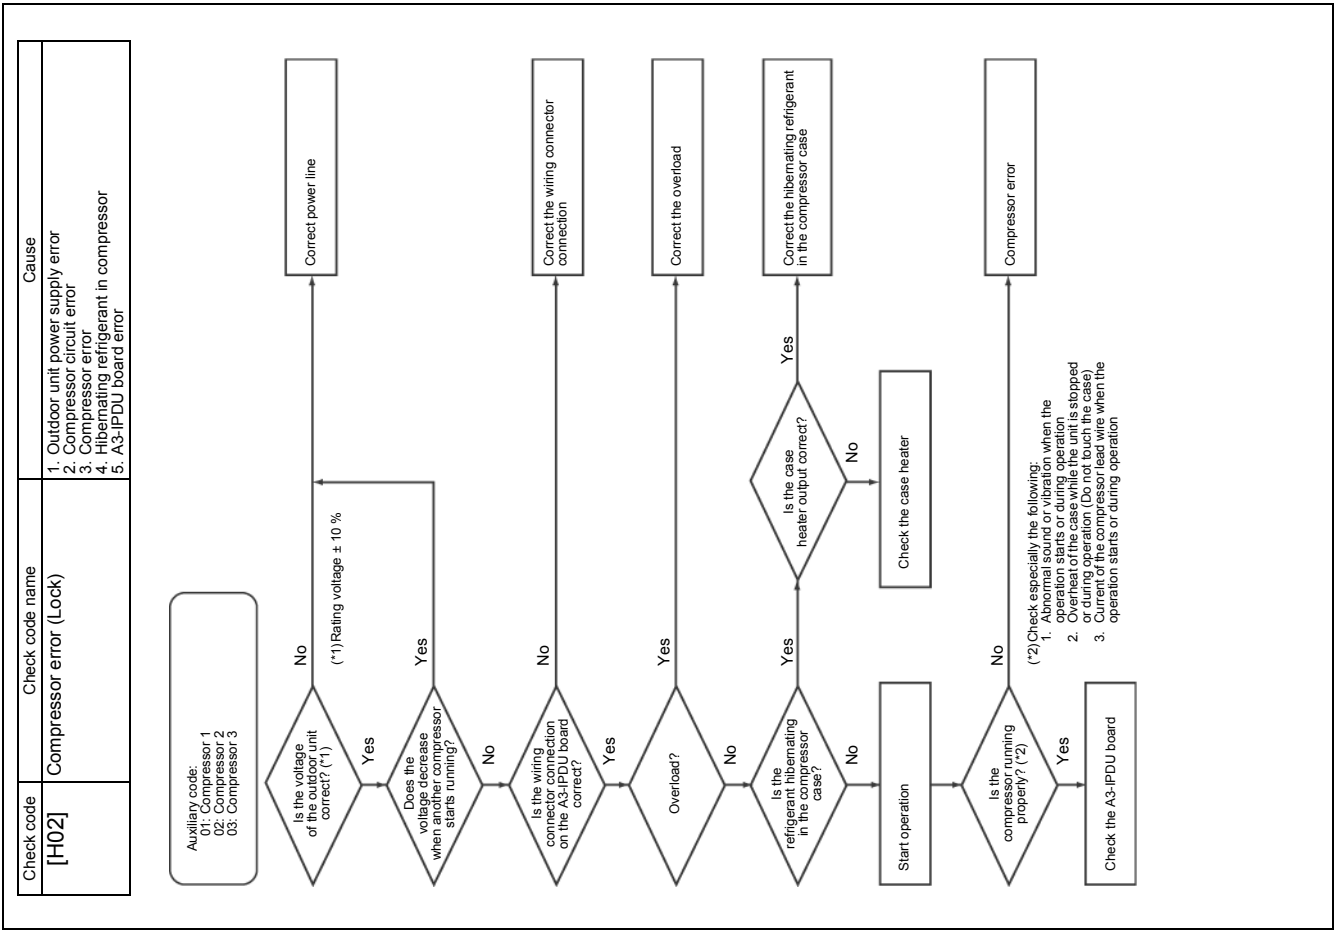 Check code
Check code name
Cause
[H02]
Compressor error (Lock)
1. Outdoor unit power supply error
2. Compressor circuit error
3. Compressor error
4. Hibernating refrigerant in compressor
5. A3-IPDU board error
Auxiliary code:
01: Compressor 1
02: Compressor 2
03: Compressor 3
Is the voltage
of the outdoor unit
correct? (*1)
No
Correct power line
(*1)Rating voltage ± 10 %
Yes
Does the
voltage decrease
when another compressor
starts running?
Yes
No
Is the wiring
connector connection
on the A3-IPDU board
correct?
No
Correct the wiring connector
connection
Yes
Overload?
Yes
Correct the overload
No
Is the
refrigerant hibernating
in the compressor
case?
Yes
Is the case
heater output correct?
Yes
Correct the hibernating refrigerant
in the compressor case
No
Check the case heater
No
Start operation
Is the
compressor running
properly? (*2)
No
Compressor error
(*2)Check especially the following:
1. Abnormal sound or vibration when the
operation starts or during operation
2. Overheat of the case while the unit is stopped
or during operation (Do not touch the case)
3. Current of the compressor lead wire when the
operation starts or during operation
Yes
Check the A3-IPDU board